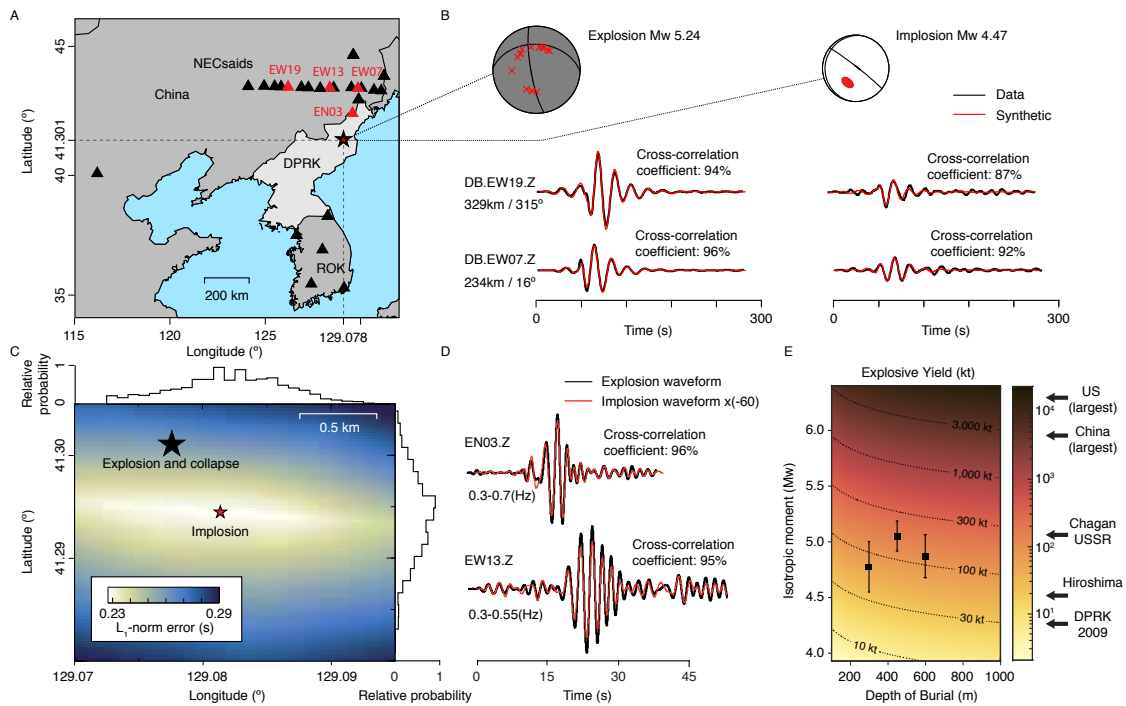 A
45
41.301
40
35
Latitude (º)
NECsaids
EW19
EW13
EW07
EN03
China
DPRK
ROK
200 km
115
120
125
129.078
Longitude (º)
B
Explosion Mw 5.24
Implosion Mw 4.47
Data
Synthetic
DB.EW19.Z
329km / 315º
Cross-correlation
coefficient: 94%
Cross-correlation
coefficient: 87%
DB.EW07.Z
234km / 16º
Cross-correlation
coefficient: 96%
Cross-correlation
coefficient: 92%
0
300
Time (s)
0
300
Time (s)
C
Relative
probability
1
0
0.5 km
41.30
41.29
Latitude (º)
Explosion and collapse
Implosion
0.23
0.29
L1-norm error (s)
129.07
129.08
129.09
Longitude (º)
0
1
Relative probability
D
Explosion waveform
Implosion waveform x(-60)
EN03.Z
Cross-correlation
coefficient: 96%
0.3-0.7(Hz)
EW13.Z
Cross-correlation
coefficient: 95%
0.3-0.55(Hz)
0
15
30
45
Time (s)
E
Explosive Yield (kt)
6.0
5.5
5.0
4.5
4.0
Isotropic moment (Mw)
3,000 kt
1,000 kt
300 kt
100 kt
30 kt
10 kt
200
600
1000
Depth of Burial (m)
10⁴
10³
10²
10¹
US
(largest)
China
(largest)
Chagan
USSR
Hiroshima
DPRK
2009